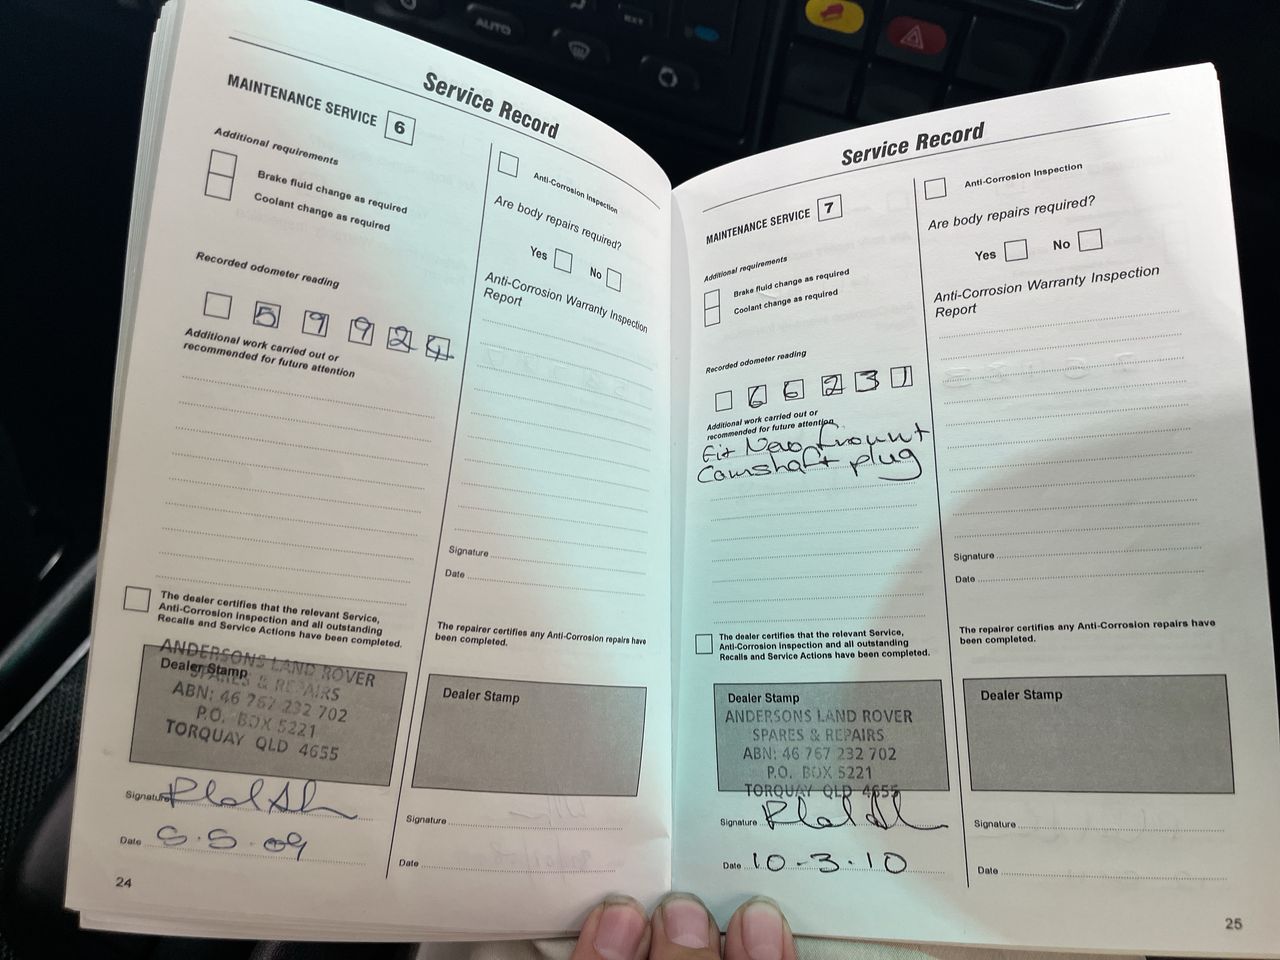 AUTO
EXT
Service Record
MAINTENANCE SERVICE 6
Additional requirements
Brake fluid change as required
Coolant change as required
Recorded odometer reading
5 9 9 2 4
Additional work carried out or
recommended for future attention
The dealer certifies that the relevant Service,
Anti-Corrosion inspection and all outstanding
Recalls and Service Actions have been completed.
Dealer Stamp
ANDERSONS LAND ROVER
SPARES & REPAIRS
ABN: 46 767 232 702
P.O. BOX 5221
TORQUAY QLD 4655
Signature
Date 5.5.09
24
Anti-Corrosion Inspection
Are body repairs required?
Yes No
Anti-Corrosion Warranty Inspection
Report
Signature
Date
The repairer certifies any Anti-Corrosion repairs have
been completed.
Dealer Stamp
Signature
Date
Service Record
MAINTENANCE SERVICE 7
Additional requirements
Brake fluid change as required
Coolant change as required
Recorded odometer reading
6 6 2 3 1
Additional work carried out or
recommended for future attention
Fit New
Camshaft plug
The dealer certifies that the relevant Service,
Anti-Corrosion inspection and all outstanding
Recalls and Service Actions have been completed.
Dealer Stamp
ANDERSONS LAND ROVER
SPARES & REPAIRS
ABN: 46 767 232 702
P.O. BOX 5221
TORQUAY QLD 4655
Signature
Date 10-3-10
Anti-Corrosion Inspection
Are body repairs required?
Yes No
Anti-Corrosion Warranty Inspection
Report
Signature
Date
The repairer certifies any Anti-Corrosion repairs have
been completed.
Dealer Stamp
Signature
Date
25